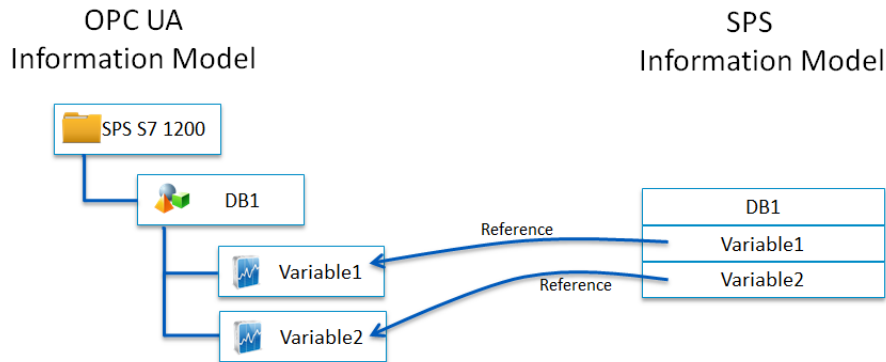 OPC UA
Information Model
SPS
Information Model
SPS S7 1200
DB1
Variable1
Variable2
Reference
Reference
DB1
Variable1
Variable2